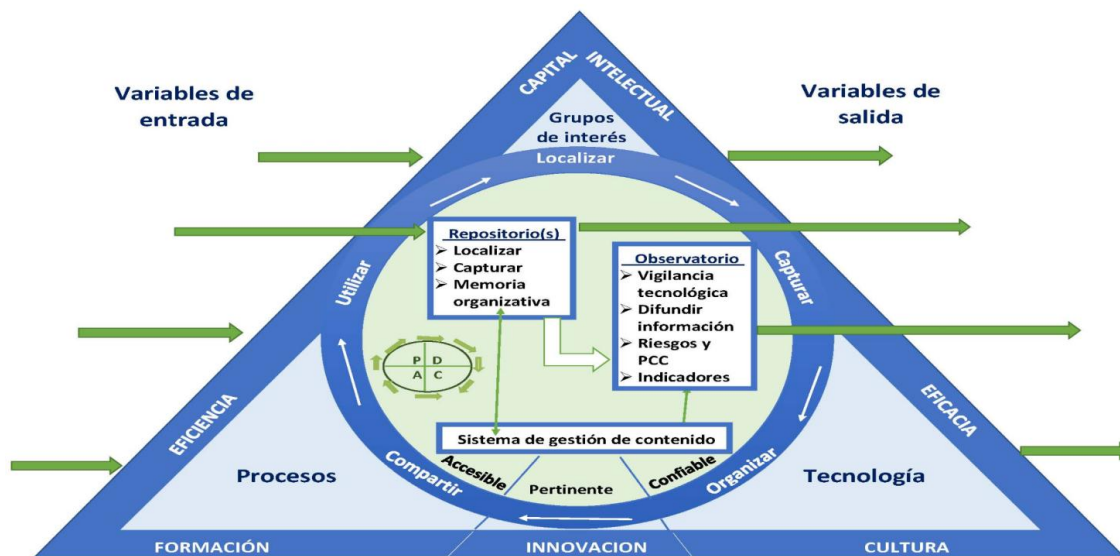 CAPITAL INTELECTUAL
Variables de
entrada
Variables de
salida
Grupos
de interés
Localizar
Repositorio(s)
Localizar
Capturar
Memoria
organizativa
Observatorio
Vigilancia
tecnológica
Difundir
información
Riesgos y
PCC
Indicadores
Utilizar
Capturar
P D
A C
EFICIENCIA
EFICACIA
Sistema de gestión de contenido
Procesos
Tecnología
Compartir
Accesible
Pertinente
Confiable
Organizar
FORMACIÓN
INNOVACION
CULTURA